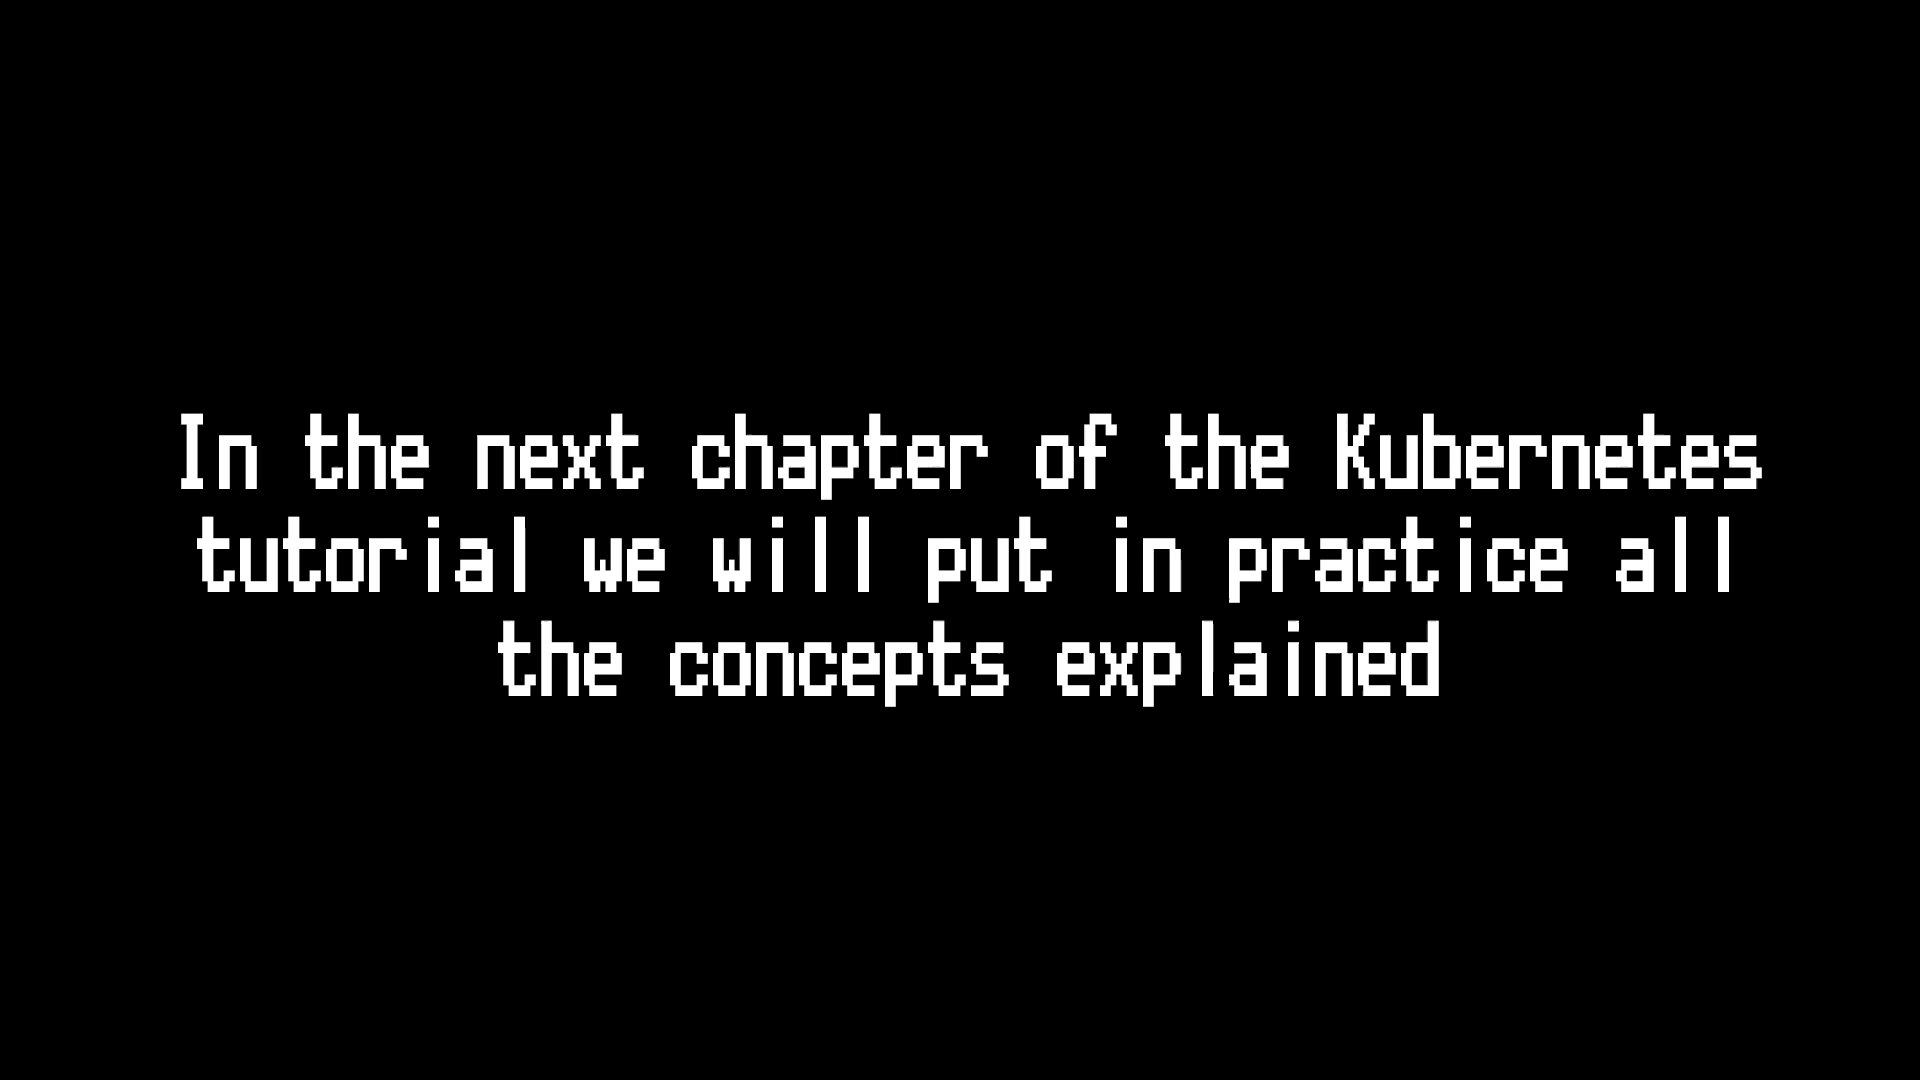 In the next chapter of the Kubernetes
tutorial we will put in practice all
the concepts explained